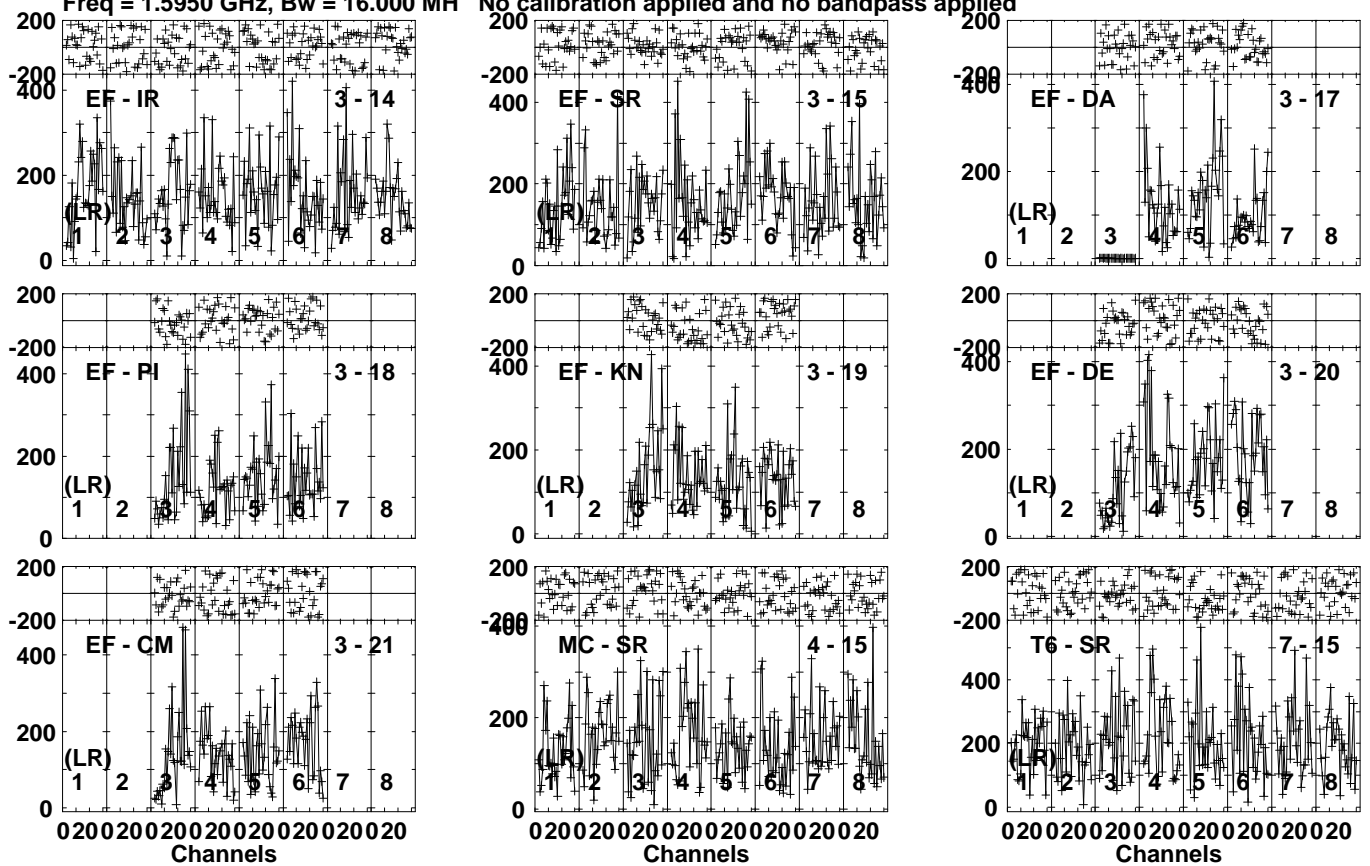 Freq = 1.5950 GHz, Bw = 16.000 MH No calibration applied and no bandpass applied
200 200 200
-200 -200
400 EF - IR 3 - 14 400 EF - SR 3 - 15 400 EF - DA 3 - 17
200 200 200
(LR) (LR) (LR)
1 2 3 4 5 6 7 8 1 2 3 4 5 6 7 8 1 2 3 4 5 6 7 8
0 0 0
200 200 200
-200 -200 -200
400 EF - PI 3 - 18 400 EF - KN 3 - 19 400 EF - DE 3 - 20
200 200 200
(LR) (LR) (LR)
1 2 3 4 5 6 7 8 1 2 3 4 5 6 7 8 1 2 3 4 5 6 7 8
0 0 0
200 200 200
-200 -200 -200
400 EF - CM 3 - 21 400 MC - SR 4 - 15 400 T6 - SR 7 - 15
200 200 200
(LR) (LR) (LR)
1 2 3 4 5 6 7 8 1 2 3 4 5 6 7 8 1 2 3 4 5 6 7 8
0 0 0
0 20 0 20 0 20 0 20 0 20 0 20 0 20 0 20 0 20 0 20 0 20 0 20 0 20 0 20 0 20 0 20 0 20 0 20 0 20 0 20 0 20 0 20 0 20 0 20
Channels Channels Channels